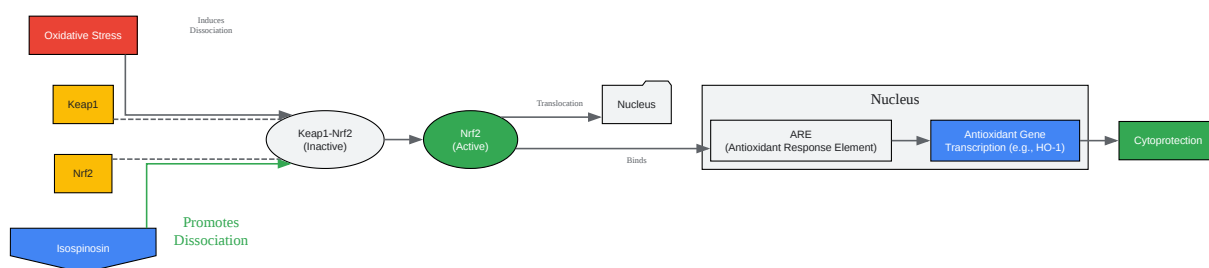 Oxidative Stress
Induces
Dissociation
Keap1
Nrf2
Isospinosin
Promotes
Dissociation
Keap1-Nrf2
(Inactive)
Nrf2
(Active)
Translocation
Binds
Nucleus
Nucleus
ARE
(Antioxidant Response Element)
Antioxidant Gene
Transcription (e.g., HO-1)
Cytoprotection